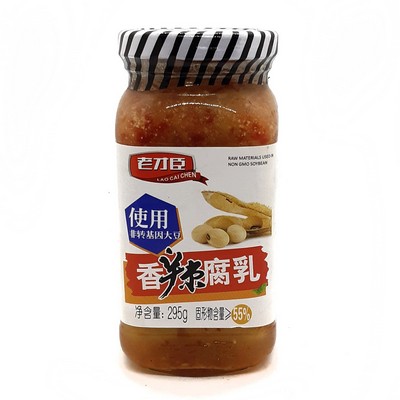 老才臣
LAO CAI CHEN
RAW MATERIALS USED IN
NON GMO SOYBEAN
使用
非转基因大豆
香辣腐乳
净含量：295g 固形物含量≥55%